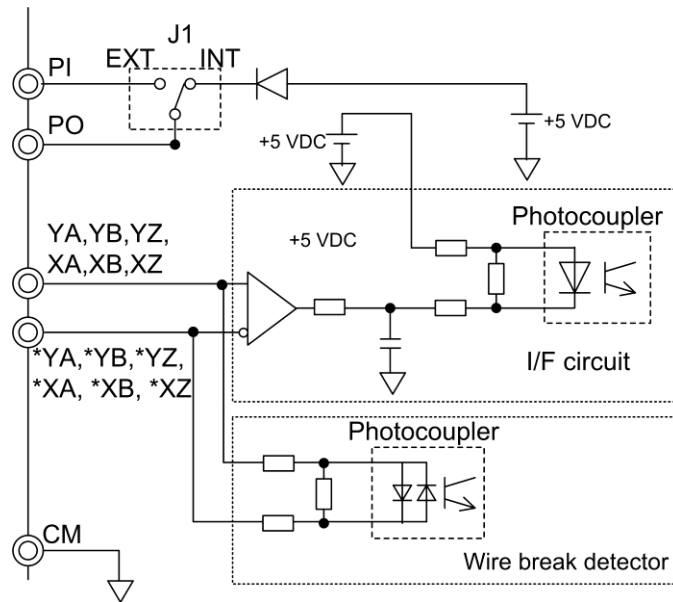 J1
PI
EXT
INT
PO
+5 VDC
+5 VDC
YA,YB,YZ,
XA,XB,XZ
+5 VDC
Photocoupler
*YA,*YB,*YZ,
*XA, *XB, *XZ
I/F circuit
Photocoupler
CM
Wire break detector